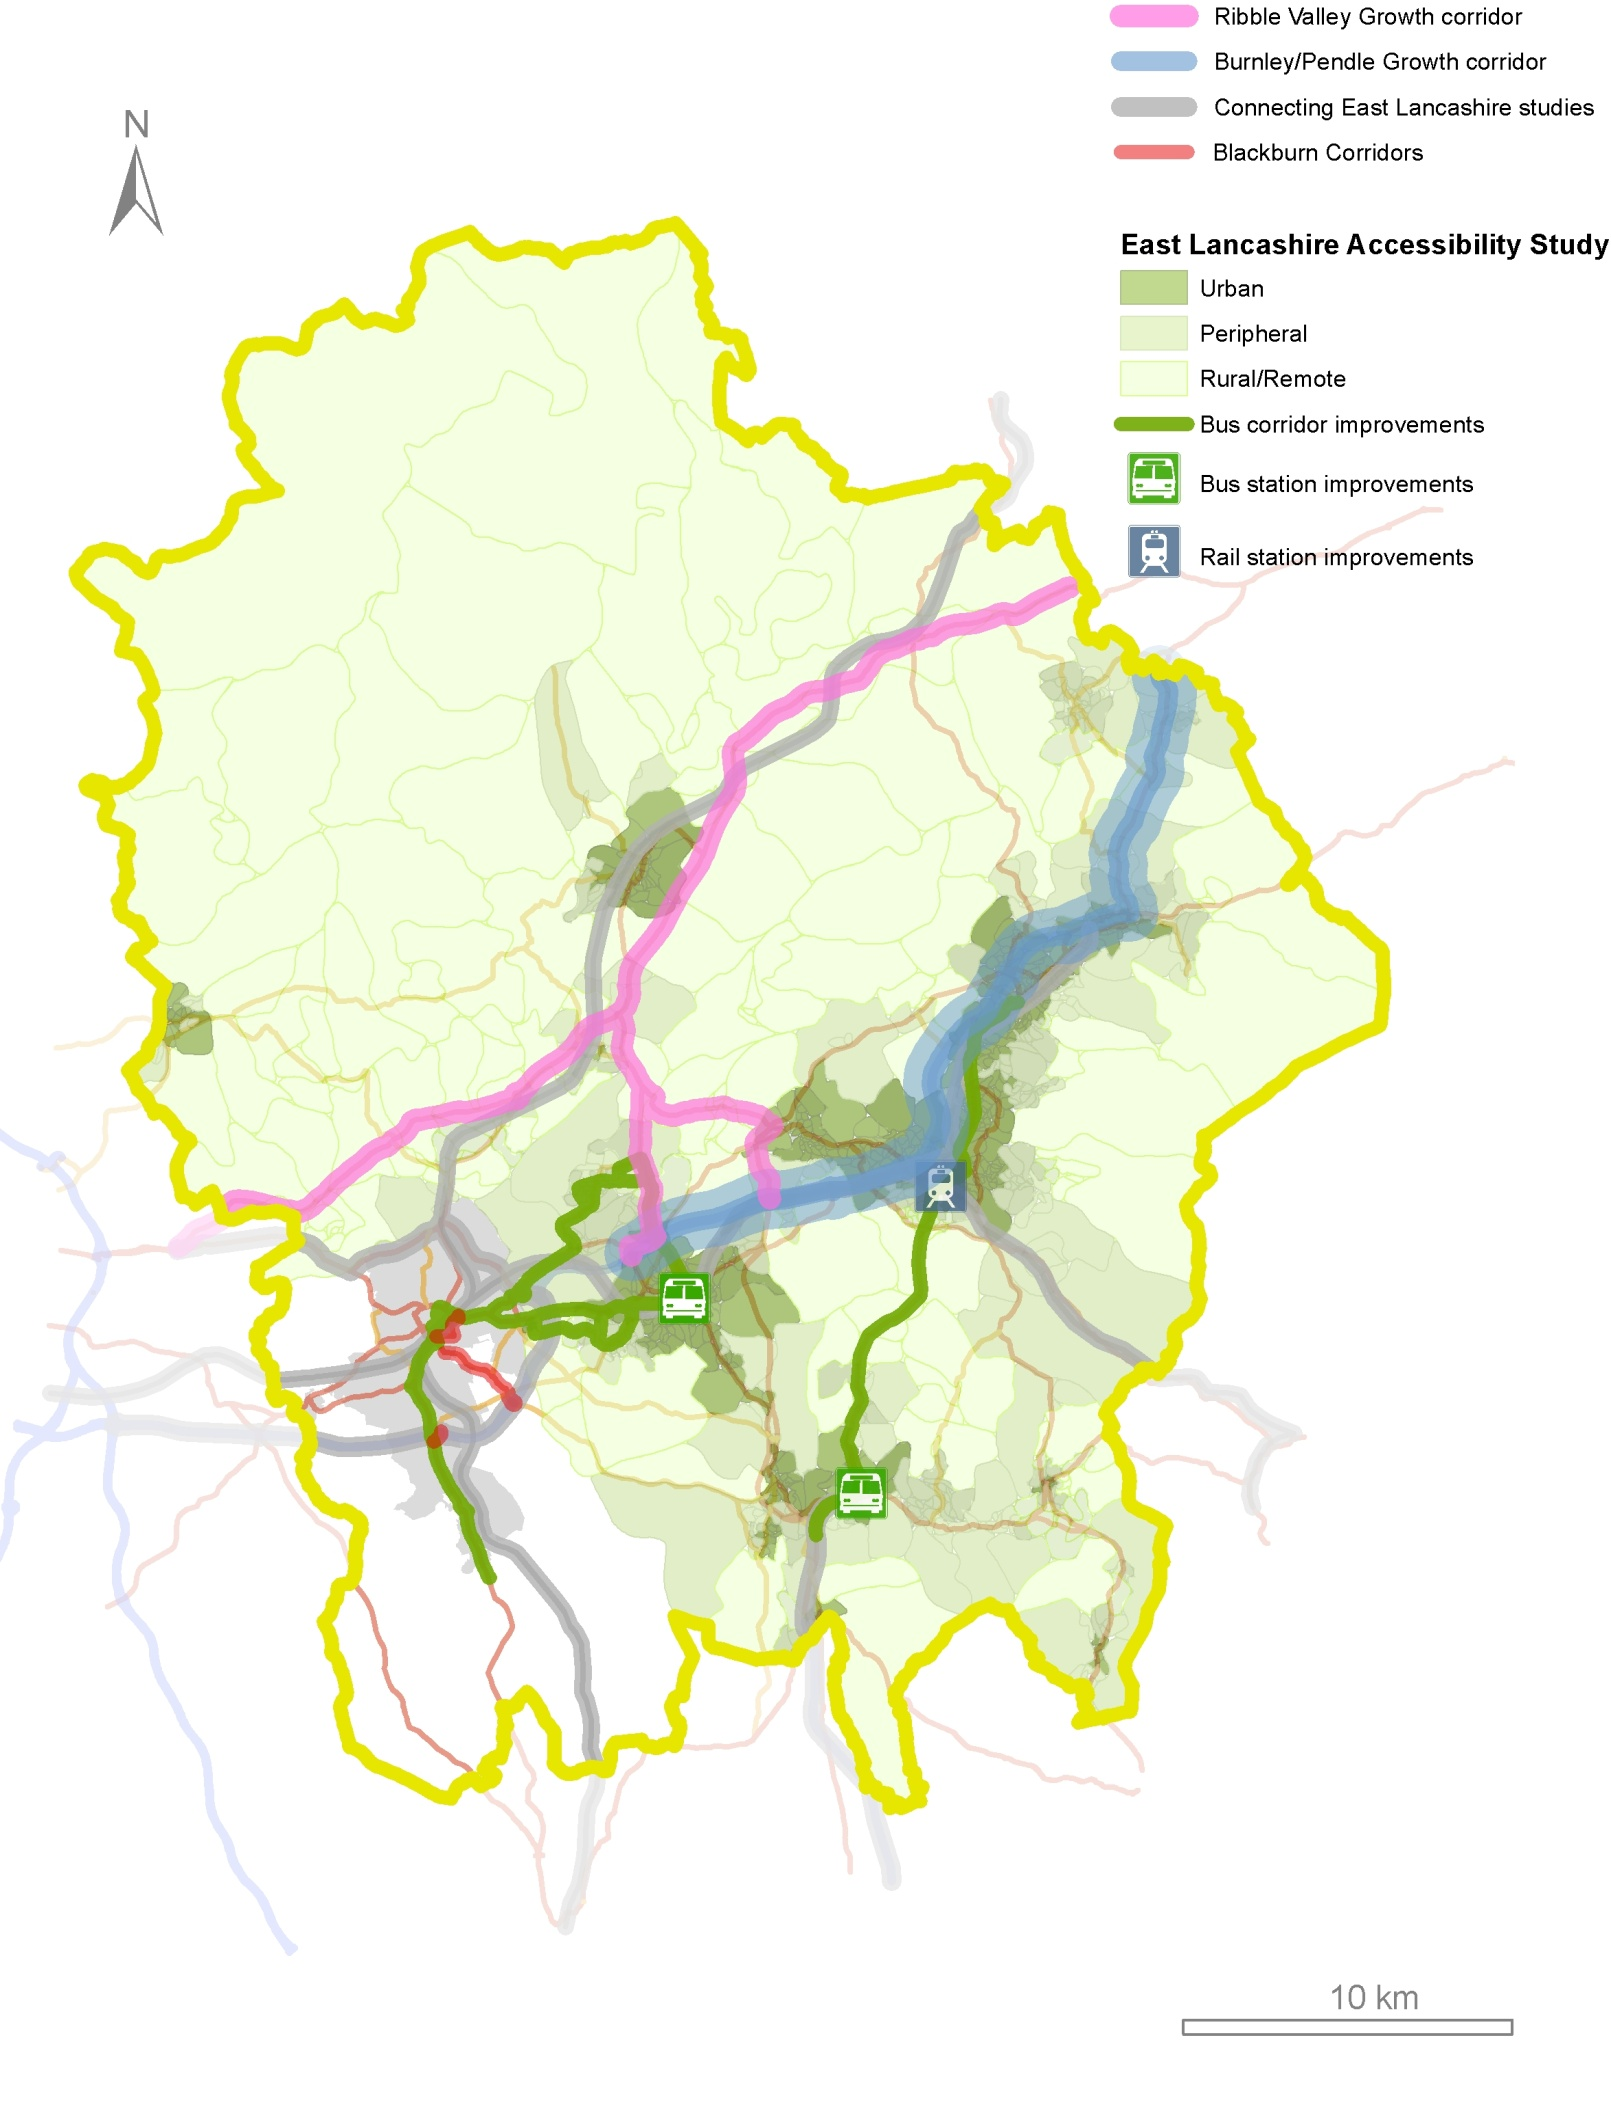 Ribble Valley Growth corridor
Burnley/Pendle Growth corridor
Connecting East Lancashire studies
Blackburn Corridors
N
East Lancashire Accessibility Study
Urban
Peripheral
Rural/Remote
Bus corridor improvements
Bus station improvements
Rail station improvements
10 km